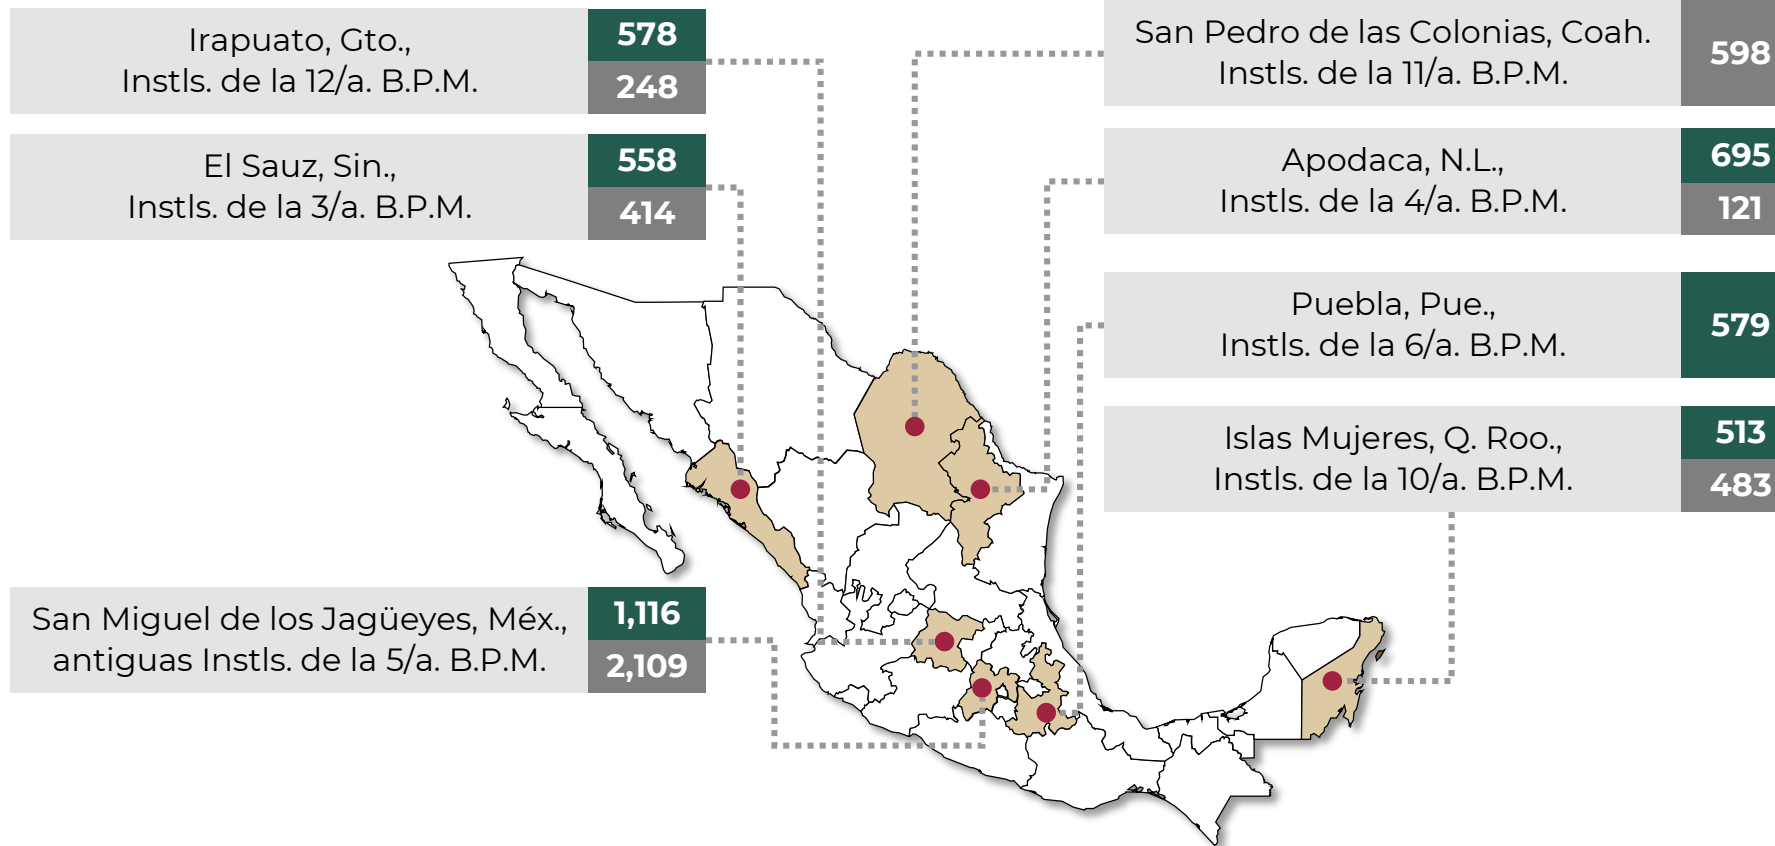 Irapuato, Gto.,
Instls. de la 12/a. B.P.M.
578
248
El Sauz, Sin.,
Instls. de la 3/a. B.P.M.
558
414
San Miguel de los Jagüeyes, Méx.,
antiguas Instls. de la 5/a. B.P.M.
1,116
2,109
San Pedro de las Colonias, Coah.
Instls. de la 11/a. B.P.M.
598
Apodaca, N.L.,
Instls. de la 4/a. B.P.M.
695
121
Puebla, Pue.,
Instls. de la 6/a. B.P.M.
579
Islas Mujeres, Q. Roo.,
Instls. de la 10/a. B.P.M.
513
483